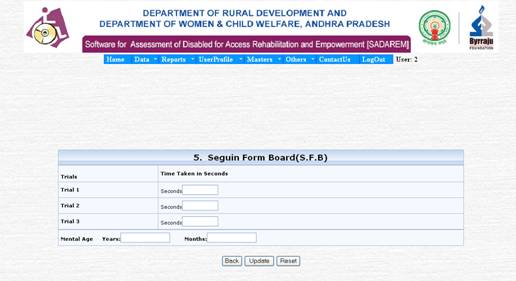 DEPARTMENT OF RURAL DEVELOPMENT AND
DEPARTMENT OF WOMEN & CHILD WELFARE, ANDHRA PRADESH
Software for Assessment of Disabled for Access Rehabilitation and Empowerment [SADAREM]
Byrraju
FOUNDATION
Home Data Reports UserProfile Masters Others ContactUs LogOut User: 2
5. Seguin Form Board(S.F.B)
Trials Time Taken in Seconds
Trial 1 Seconds
Trial 2 Seconds
Trial 3 Seconds
Mental Age Years: Months:
Back Update Reset